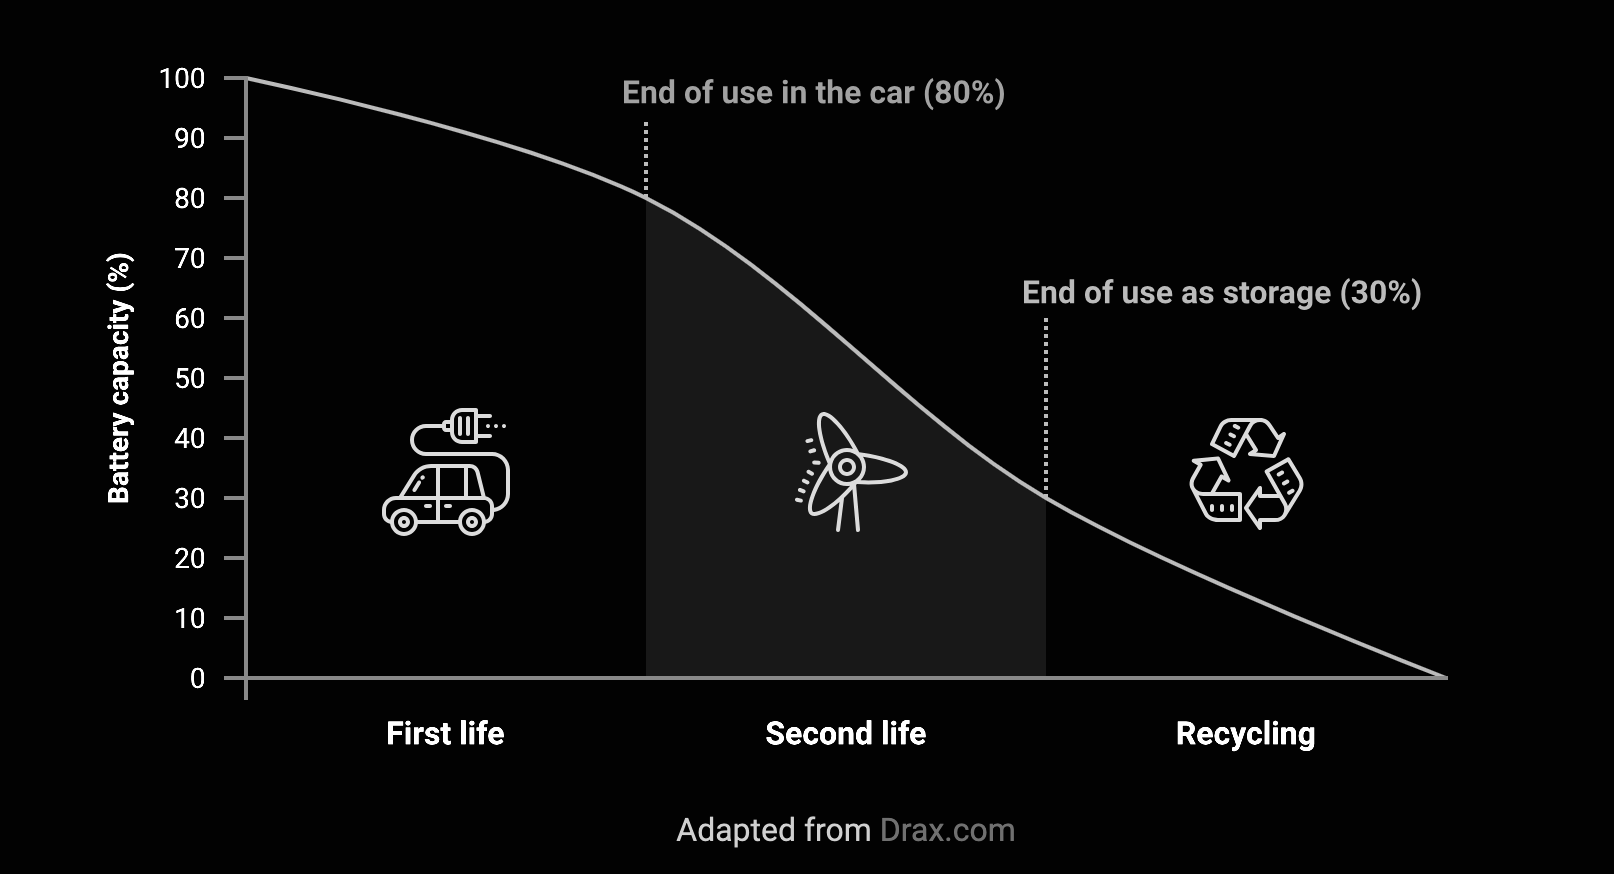 End of use in the car (80%)
End of use as storage (30%)
Battery capacity (%)
100
90
80
70
60
50
40
30
20
10
0
First life
Second life
Recycling
Adapted from Drax.com